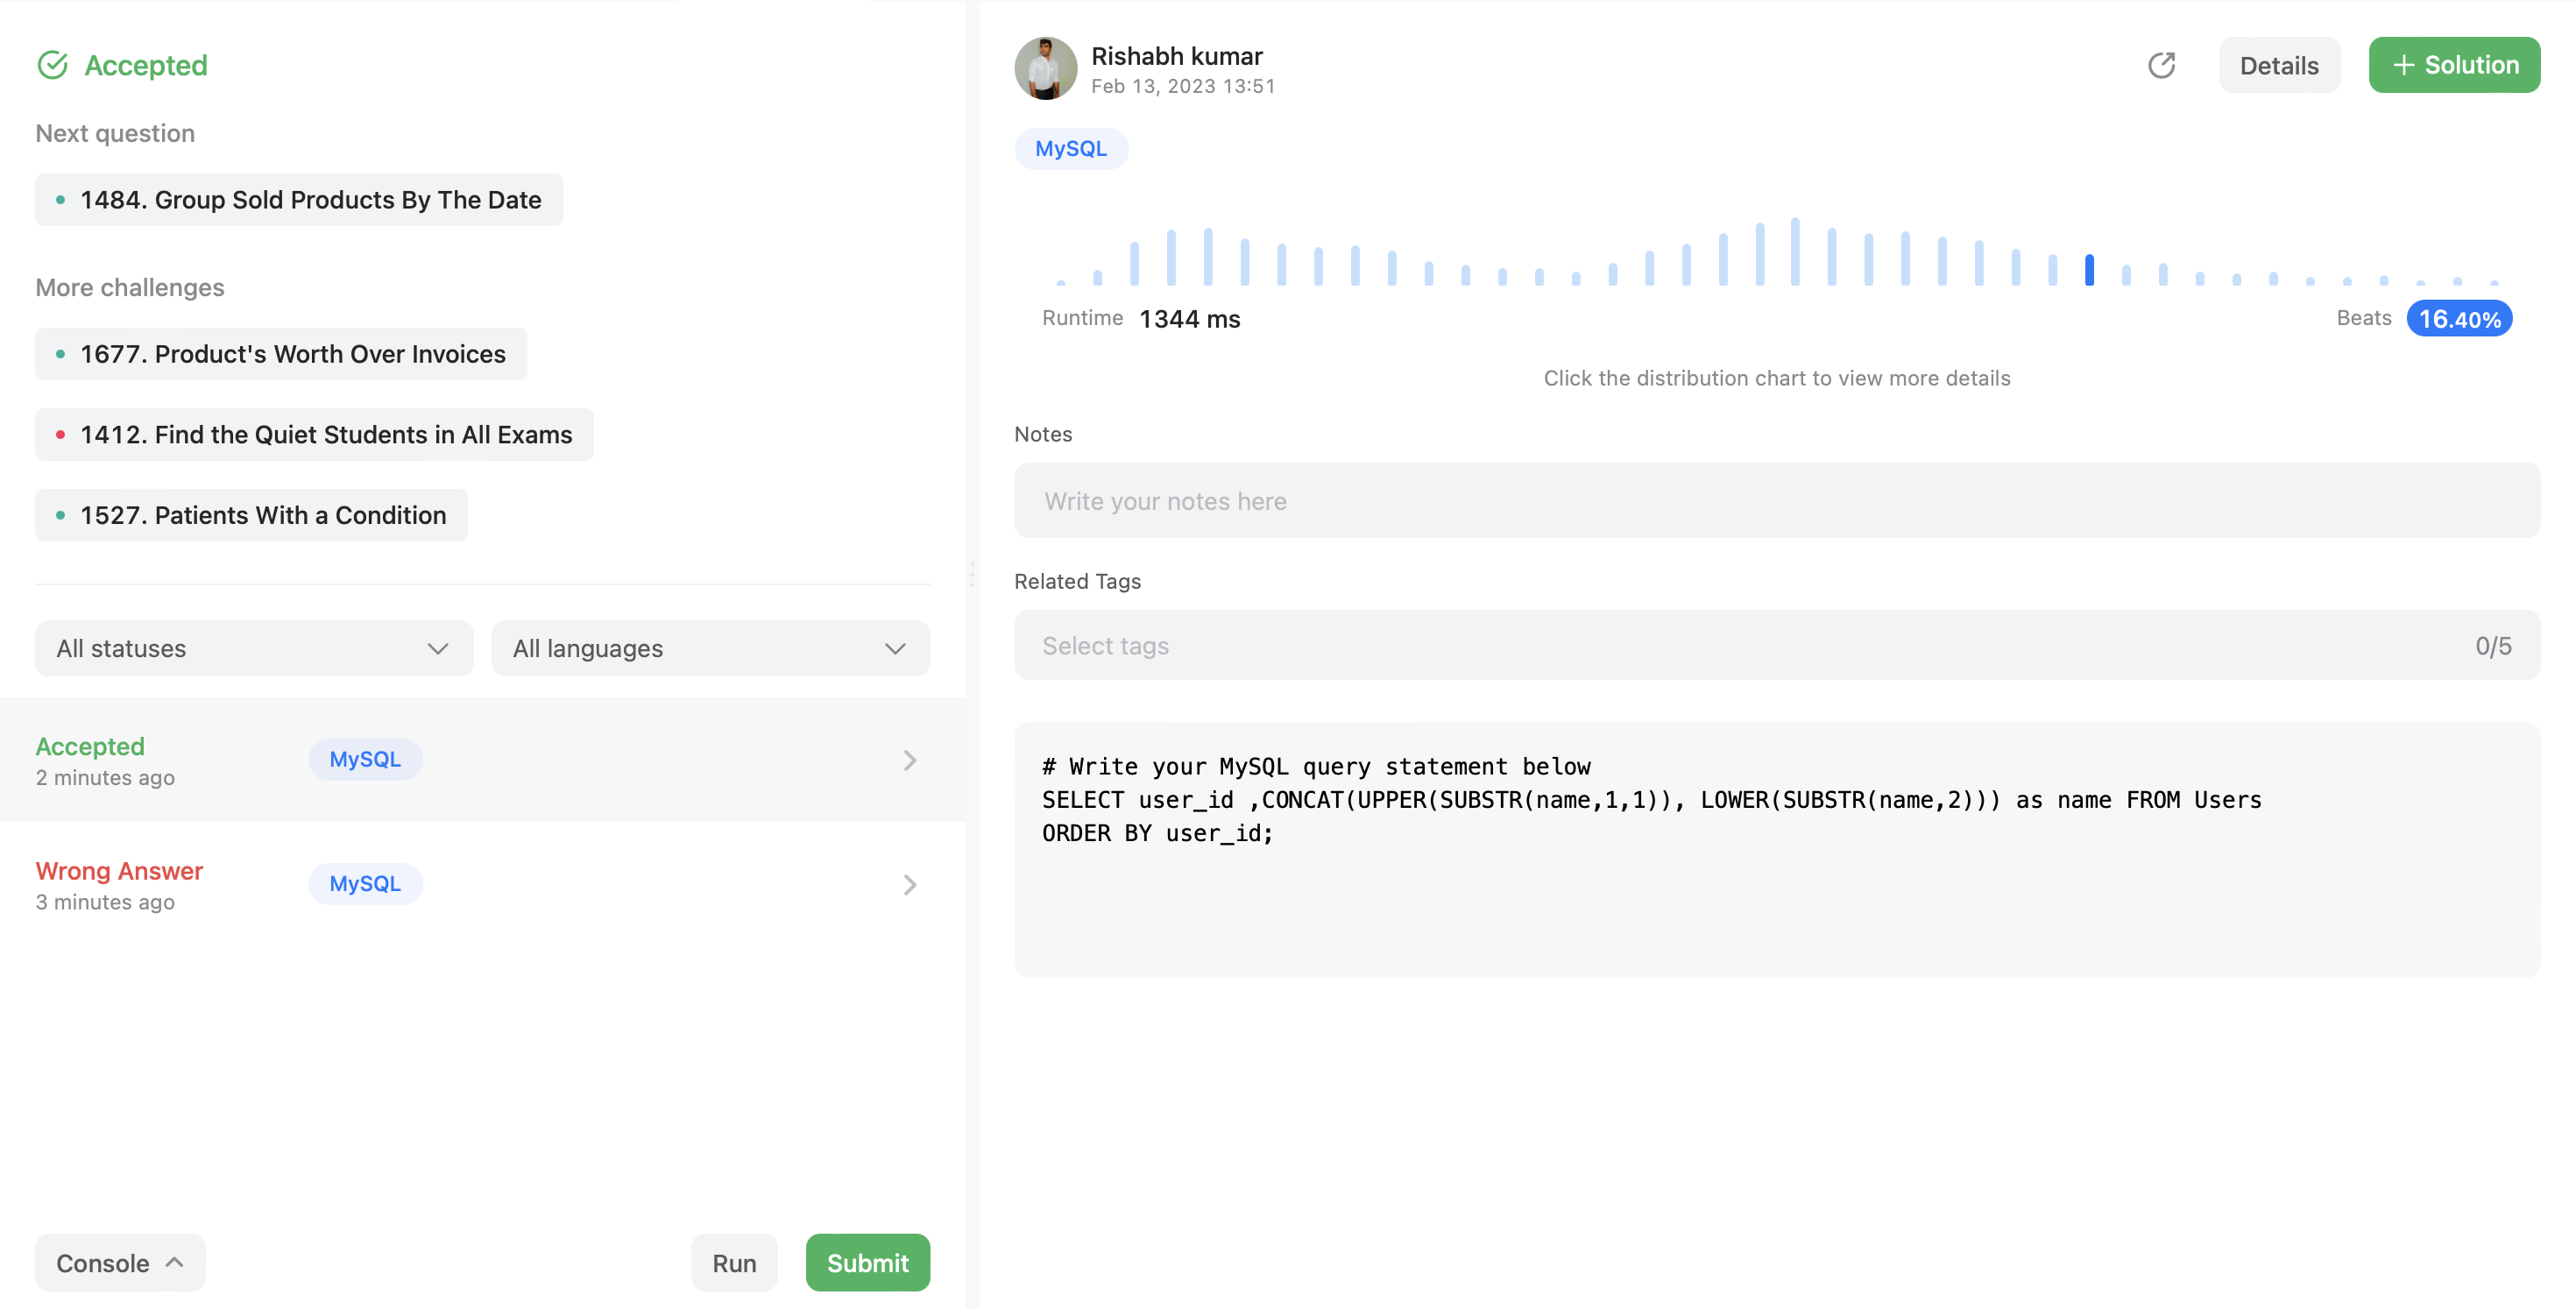 Accepted
Next question
1484. Group Sold Products By The Date
More challenges
1677. Product's Worth Over Invoices
1412. Find the Quiet Students in All Exams
1527. Patients With a Condition
All statuses
All languages
Accepted
2 minutes ago
MySQL
Wrong Answer
3 minutes ago
MySQL
Console
Run
Submit
Rishabh kumar
Feb 13, 2023 13:51
Details
+ Solution
MySQL
Runtime 1344 ms
Beats 16.40%
Click the distribution chart to view more details
Notes
Write your notes here
Related Tags
Select tags
0/5
# Write your MySQL query statement below
SELECT user_id ,CONCAT(UPPER(SUBSTR(name,1,1)), LOWER(SUBSTR(name,2))) as name FROM Users
ORDER BY user_id;